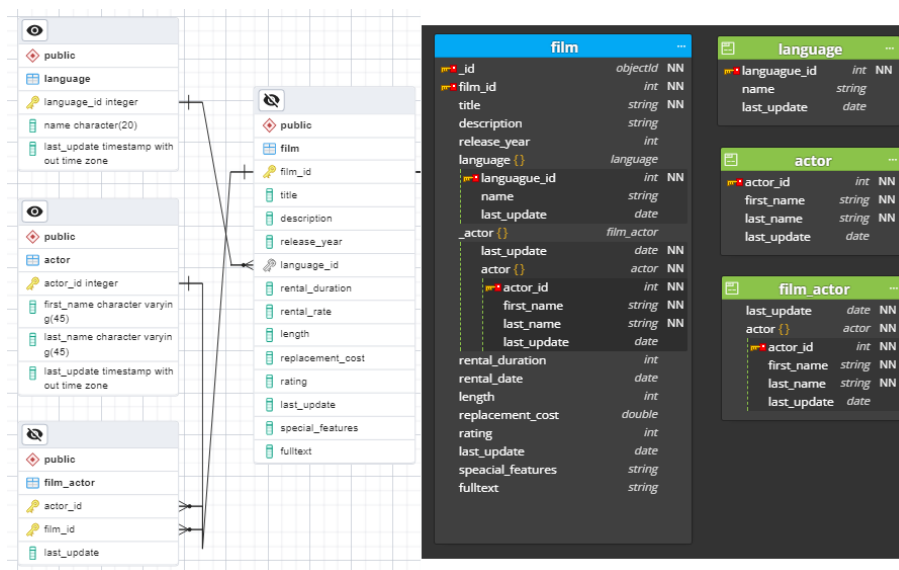 public
language
language_id integer
name character(20)
last_update timestamp with
out time zone
public
actor
actor_id integer
first_name character varyin
g(45)
last_name character varyin
g(45)
last_update timestamp with
out time zone
public
film_actor
actor_id
film_id
last_update
public
film
film_id
title
description
release_year
language_id
rental_duration
rental_rate
length
replacement_cost
rating
last_update
special_features
fulltext
film ...
_id objectId NN
film_id int NN
title string NN
description string
release_year int
language {} language
languague_id int NN
name string
last_update date
_actor {} film_actor
last_update date NN
actor {} actor NN
actor_id int NN
first_name string NN
last_name string NN
last_update date
rental_duration int
rental_date date
length int
replacement_cost double
rating int
last_update date
speacial_features string
fulltext string
language ...
languague_id int NN
name string
last_update date
actor ...
actor_id int NN
first_name string NN
last_name string NN
last_update date
film_actor ...
last_update date NN
actor {} actor NN
actor_id int NN
first_name string NN
last_name string NN
last_update date